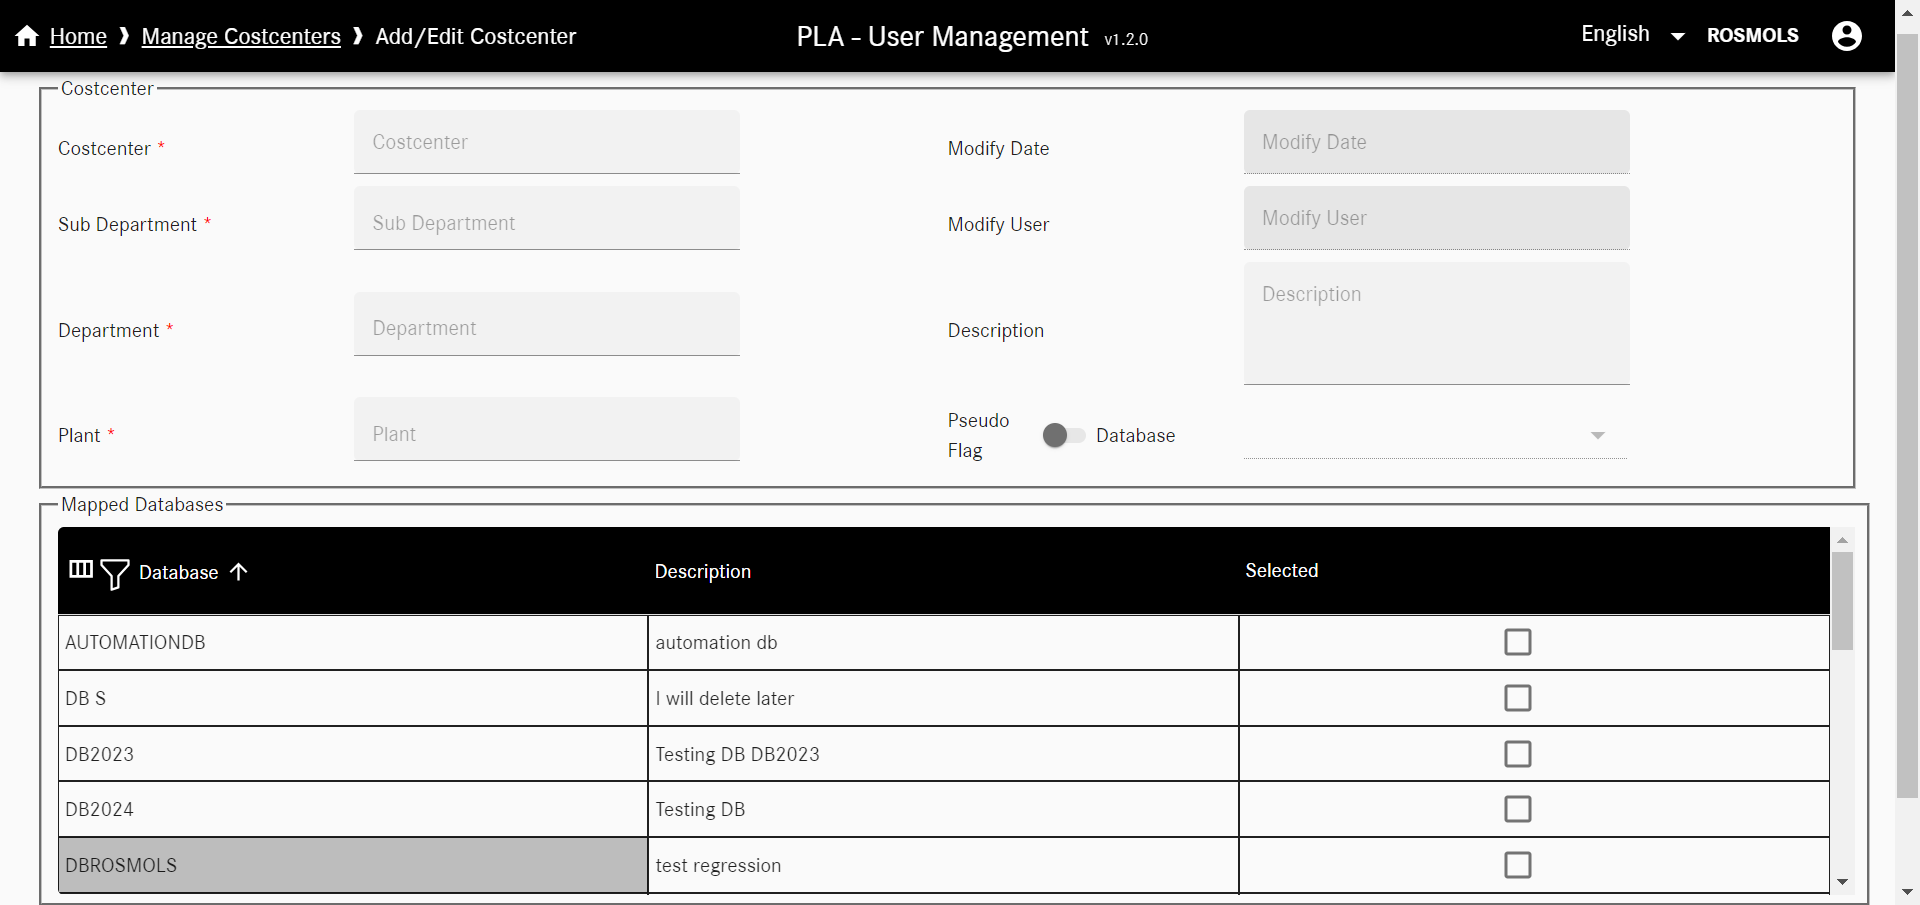 Home ❱ Manage Costcenters ❱ Add/Edit Costcenter
PLA - User Management v1.2.0
English
ROSMOLS
Costcenter
Costcenter * Costcenter
Modify Date Modify Date
Sub Department * Sub Department
Modify User Modify User
Department * Department
Description Description
Plant * Plant
Pseudo
Flag
Database
Mapped Databases
Database Description Selected
AUTOMATIONDB automation db
DB S I will delete later
DB2023 Testing DB DB2023
DB2024 Testing DB
DBROSMOLS test regression